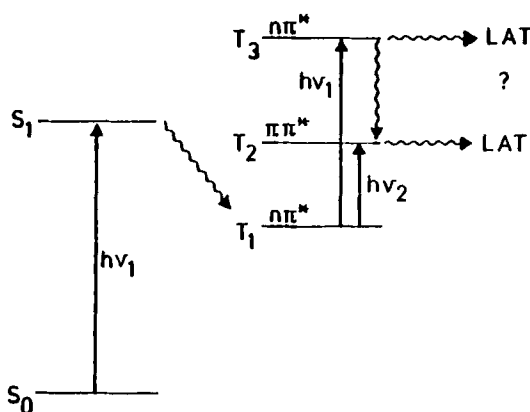 T₃ nπ* LAT
hν₁ ?
S₁ T₂ ππ* LAT
hν₂
T₁ nπ*
hν₁
S₀